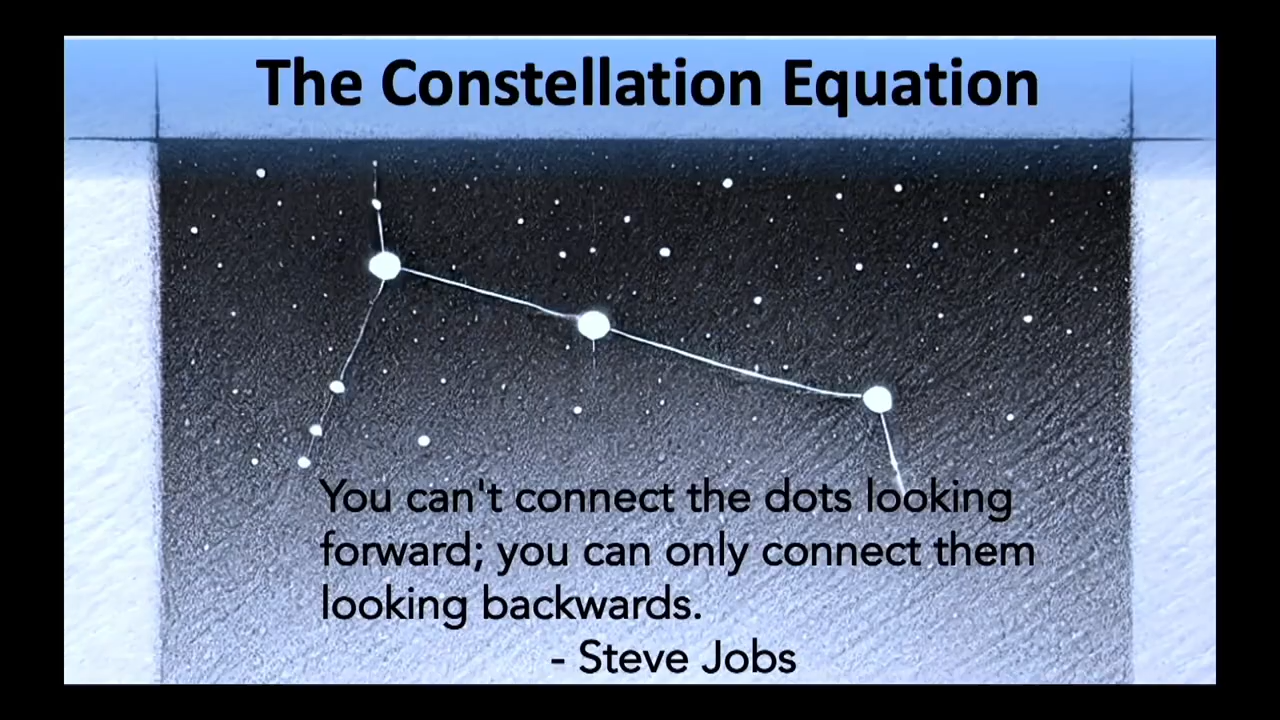 The Constellation Equation
You can't connect the dots looking
forward; you can only connect them
looking backwards.
- Steve Jobs